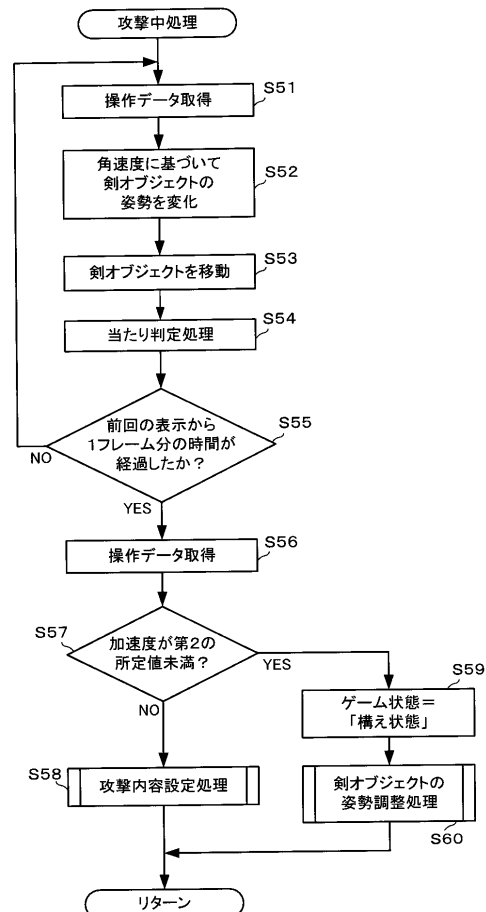 攻撃中処理
操作データ取得
S51
角速度に基づいて
剣オブジェクトの
姿勢を変化
S52
剣オブジェクトを移動
S53
当たり判定処理
S54
前回の表示から
1フレーム分の時間が
経過したか？
S55
NO
YES
操作データ取得
S56
S57
加速度が第2の
所定値未満？
YES
NO
S59
ゲーム状態＝
「構え状態」
S58
攻撃内容設定処理
剣オブジェクトの
姿勢調整処理
S60
リターン